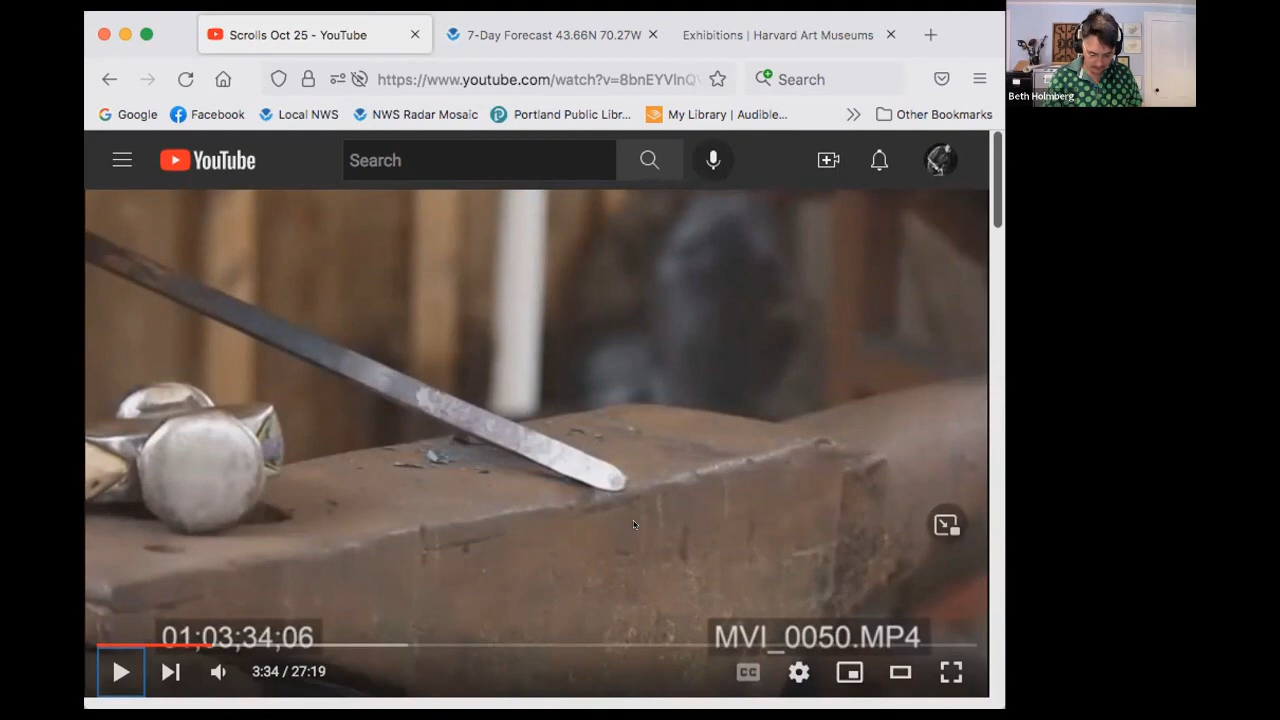 Scrolls Oct 25 - YouTube
7-Day Forecast 43.66N 70.27W
Exhibitions | Harvard Art Museums
https://www.youtube.com/watch?v=8bnEYVlnQ
Search
Google
Facebook
Local NWS
NWS Radar Mosaic
Portland Public Libr...
My Library | Audible...
Other Bookmarks
Beth Holmberg
YouTube
Search
01;03;34;06
MVI_0050.MP4
3:34 / 27:19
CC